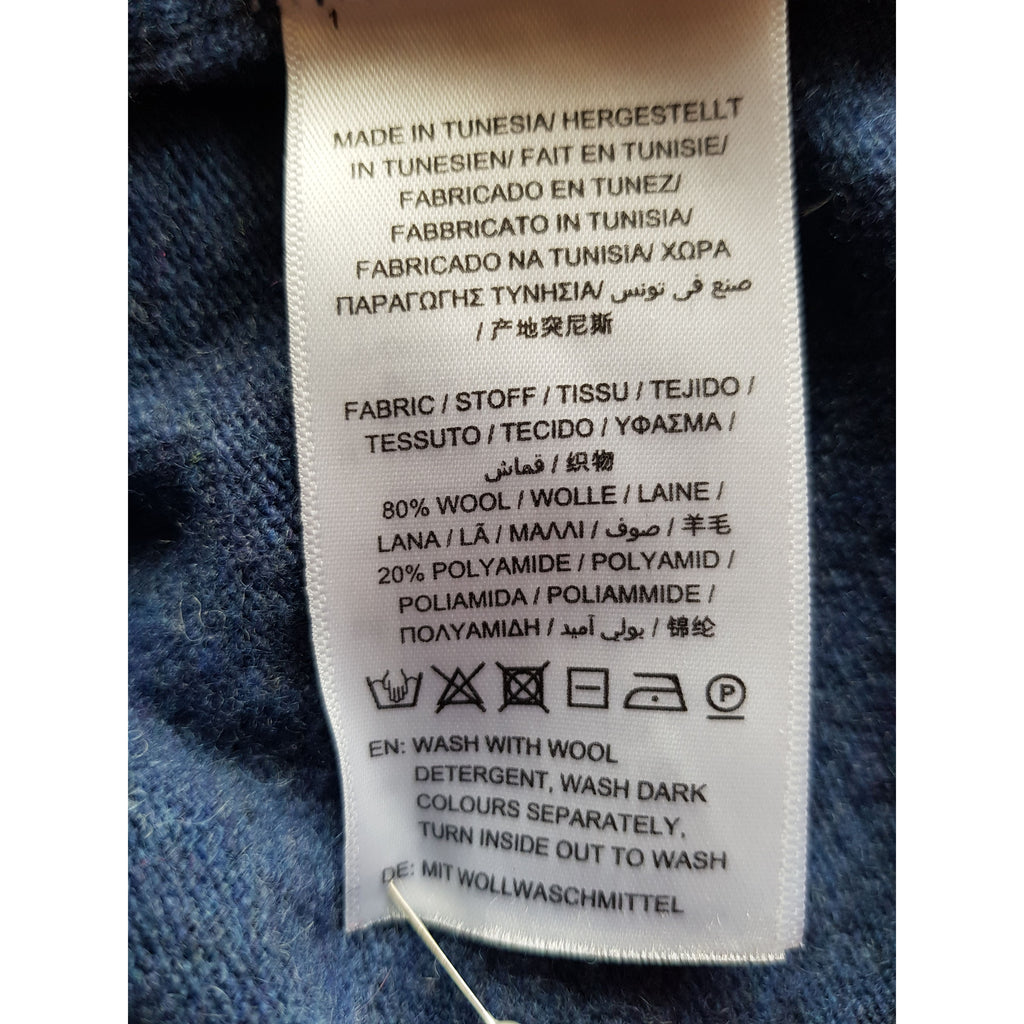 1
MADE IN TUNESIA/ HERGESTELLT
IN TUNESIEN/ FAIT EN TUNISIE/
FABRICADO EN TUNEZ/
FABBRICATO IN TUNISIA/
FABRICADO NA TUNISIA/ ΧΩΡΑ
ΠΑΡΑΓΩΓΗΣ ΤΥΝΗΣΙΑ/ صنع في تونس
/ 产地突尼斯
FABRIC / STOFF / TISSU / TEJIDO /
TESSUTO / TECIDO / ΥΦΑΣΜΑ /
قماش / 织物
80% WOOL / WOLLE / LAINE /
LANA / LÃ / ΜΑΛΛΙ / صوف / 羊毛
20% POLYAMIDE / POLYAMID /
POLIAMIDA / POLIAMMIDE /
ΠΟΛΥΑΜΙΔΗ / بولي آميد / 锦纶
P
EN: WASH WITH WOOL
DETERGENT, WASH DARK
COLOURS SEPARATELY,
TURN INSIDE OUT TO WASH
DE: MIT WOLLWASCHMITTEL